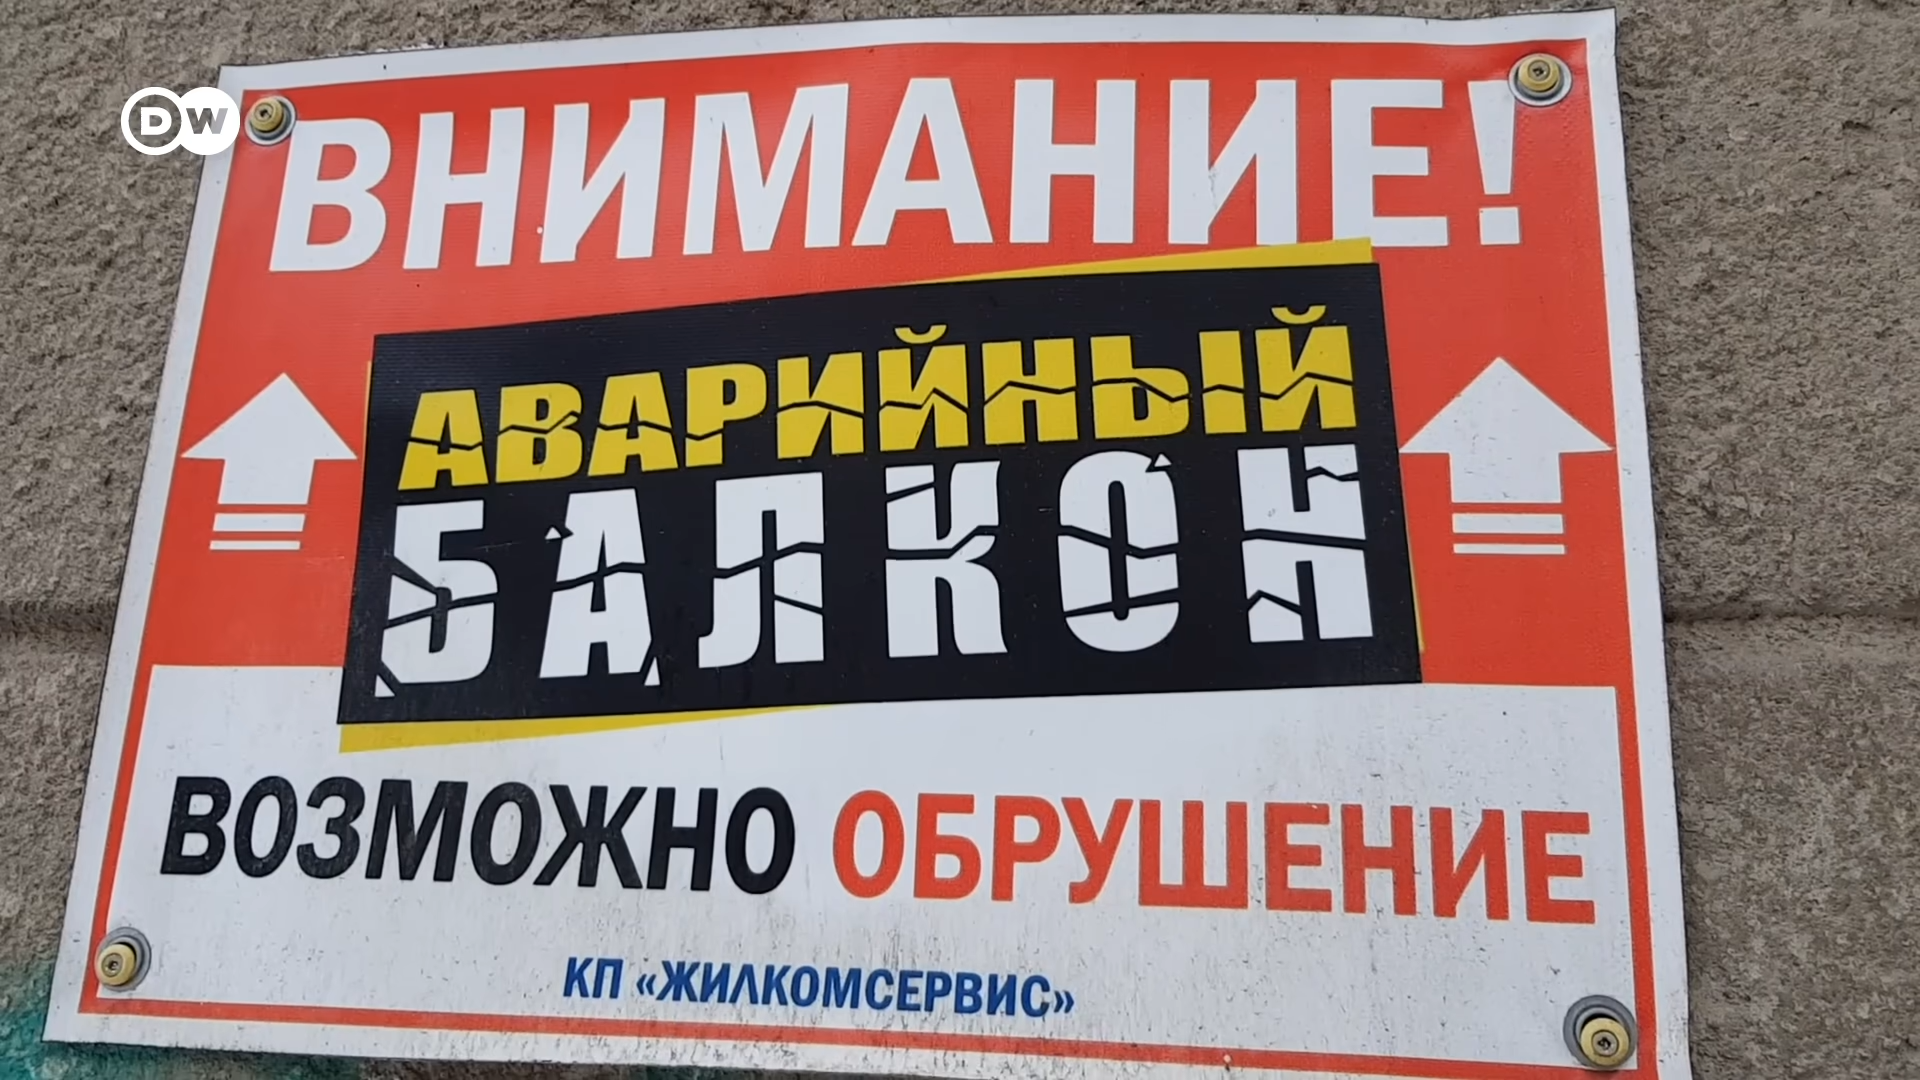 DW
ВНИМАНИЕ!
АВАРИЙНЫЙ
БАЛКОН
ВОЗМОЖНО ОБРУШЕНИЕ
КП «ЖИЛКОМСЕРВИС»